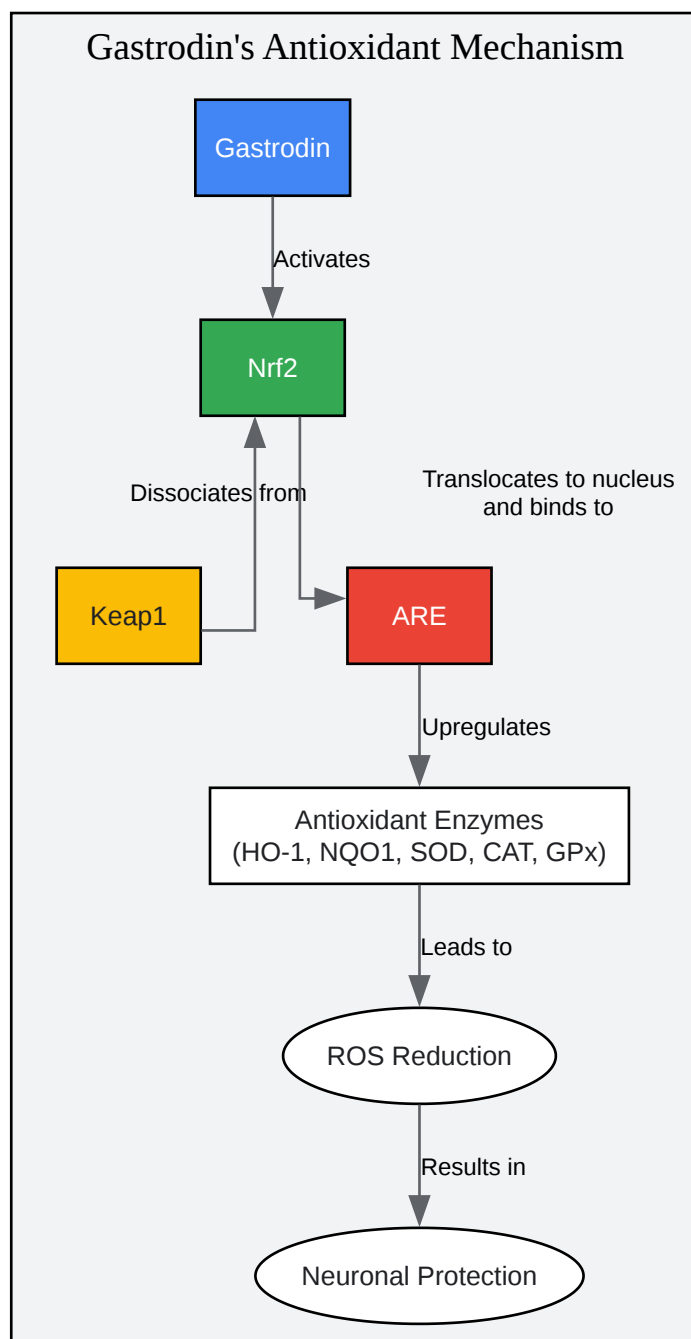 Gastrodin's Antioxidant Mechanism
Gastrodin
Activates
Nrf2
Dissociates from
Translocates to nucleus
and binds to
Keap1
ARE
Upregulates
Antioxidant Enzymes
(HO-1, NQO1, SOD, CAT, GPx)
Leads to
ROS Reduction
Results in
Neuronal Protection